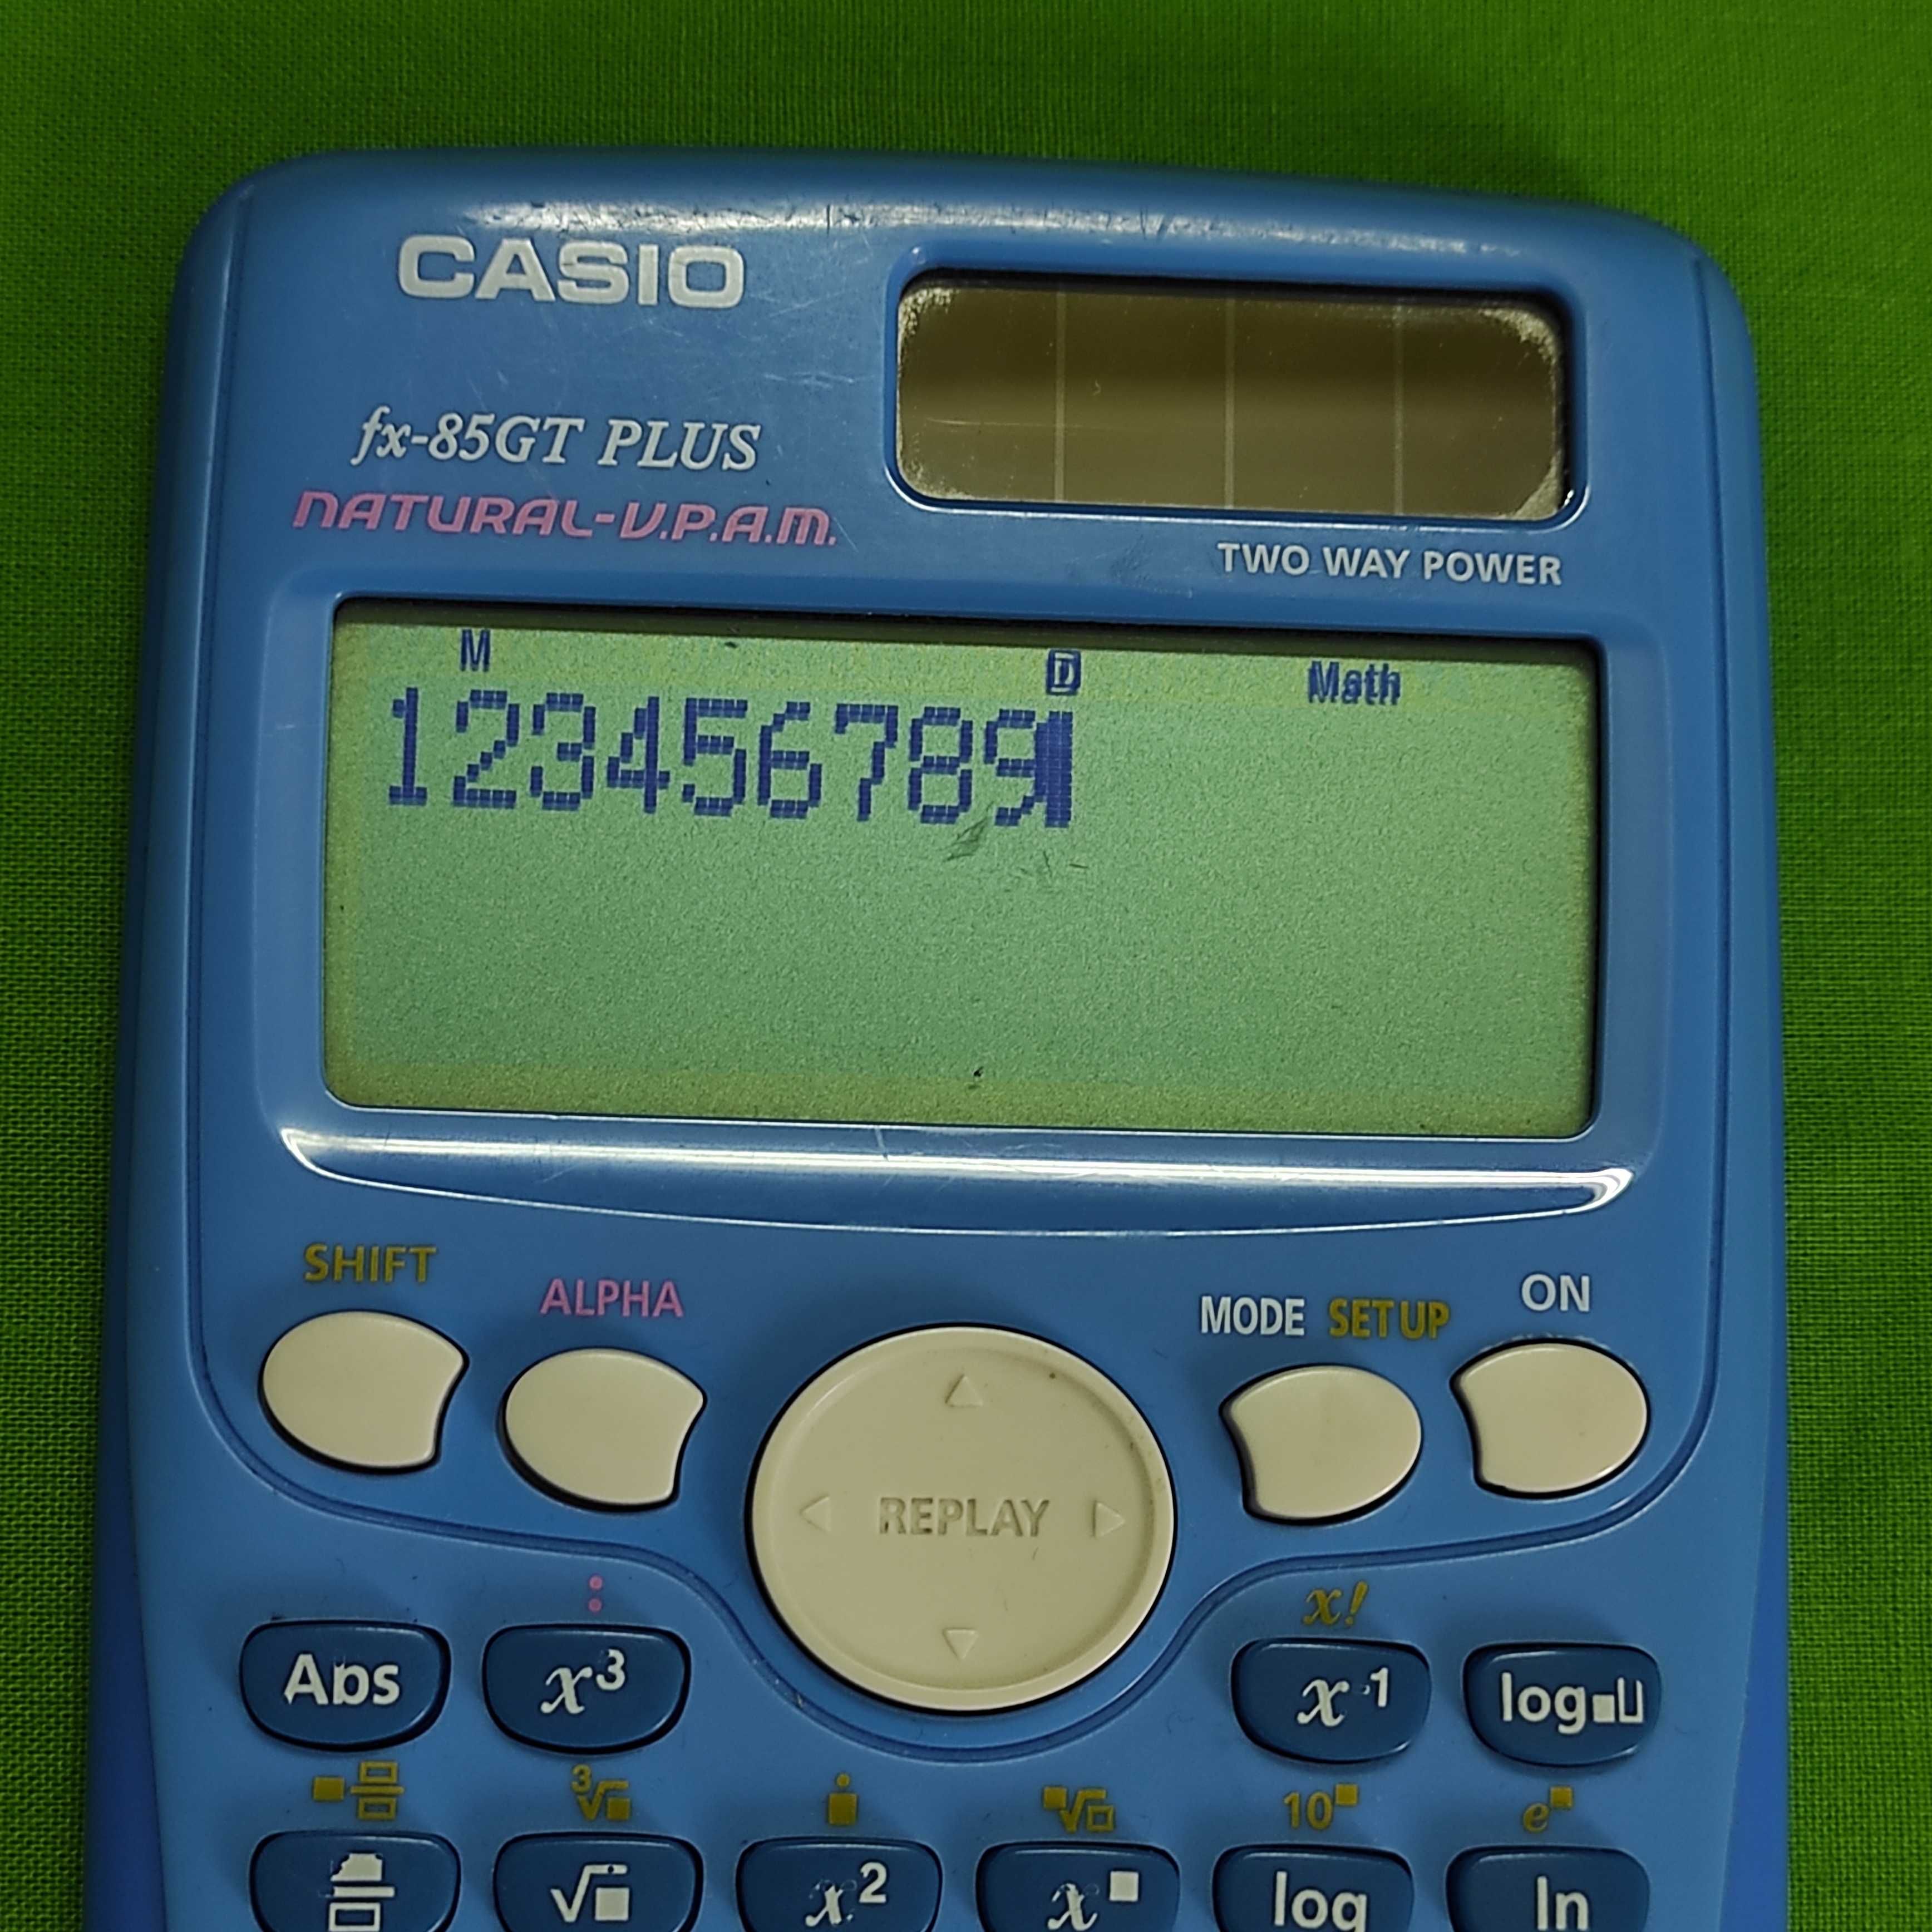 CASIO
fx-85GT PLUS
NATURAL-V.P.A.M.
TWO WAY POWER
M D Math
123456789
SHIFT ALPHA MODE SETUP ON
REPLAY
x!
Abs x³ x⁻¹ log
³√■ ■√□ 10■ e■
√■ x² x■ log ln